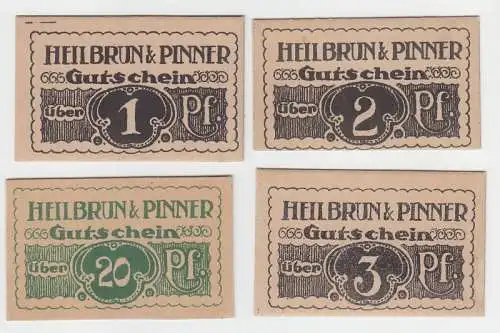 HEILBRUN & PINNER
Gutschein
über 1 Pf.
HEILBRUN & PINNER
Gutschein
über 2 Pf.
HEILBRUN & PINNER
Gutschein
über 20 Pf.
HEILBRUN & PINNER
Gutschein
über 3 Pf.